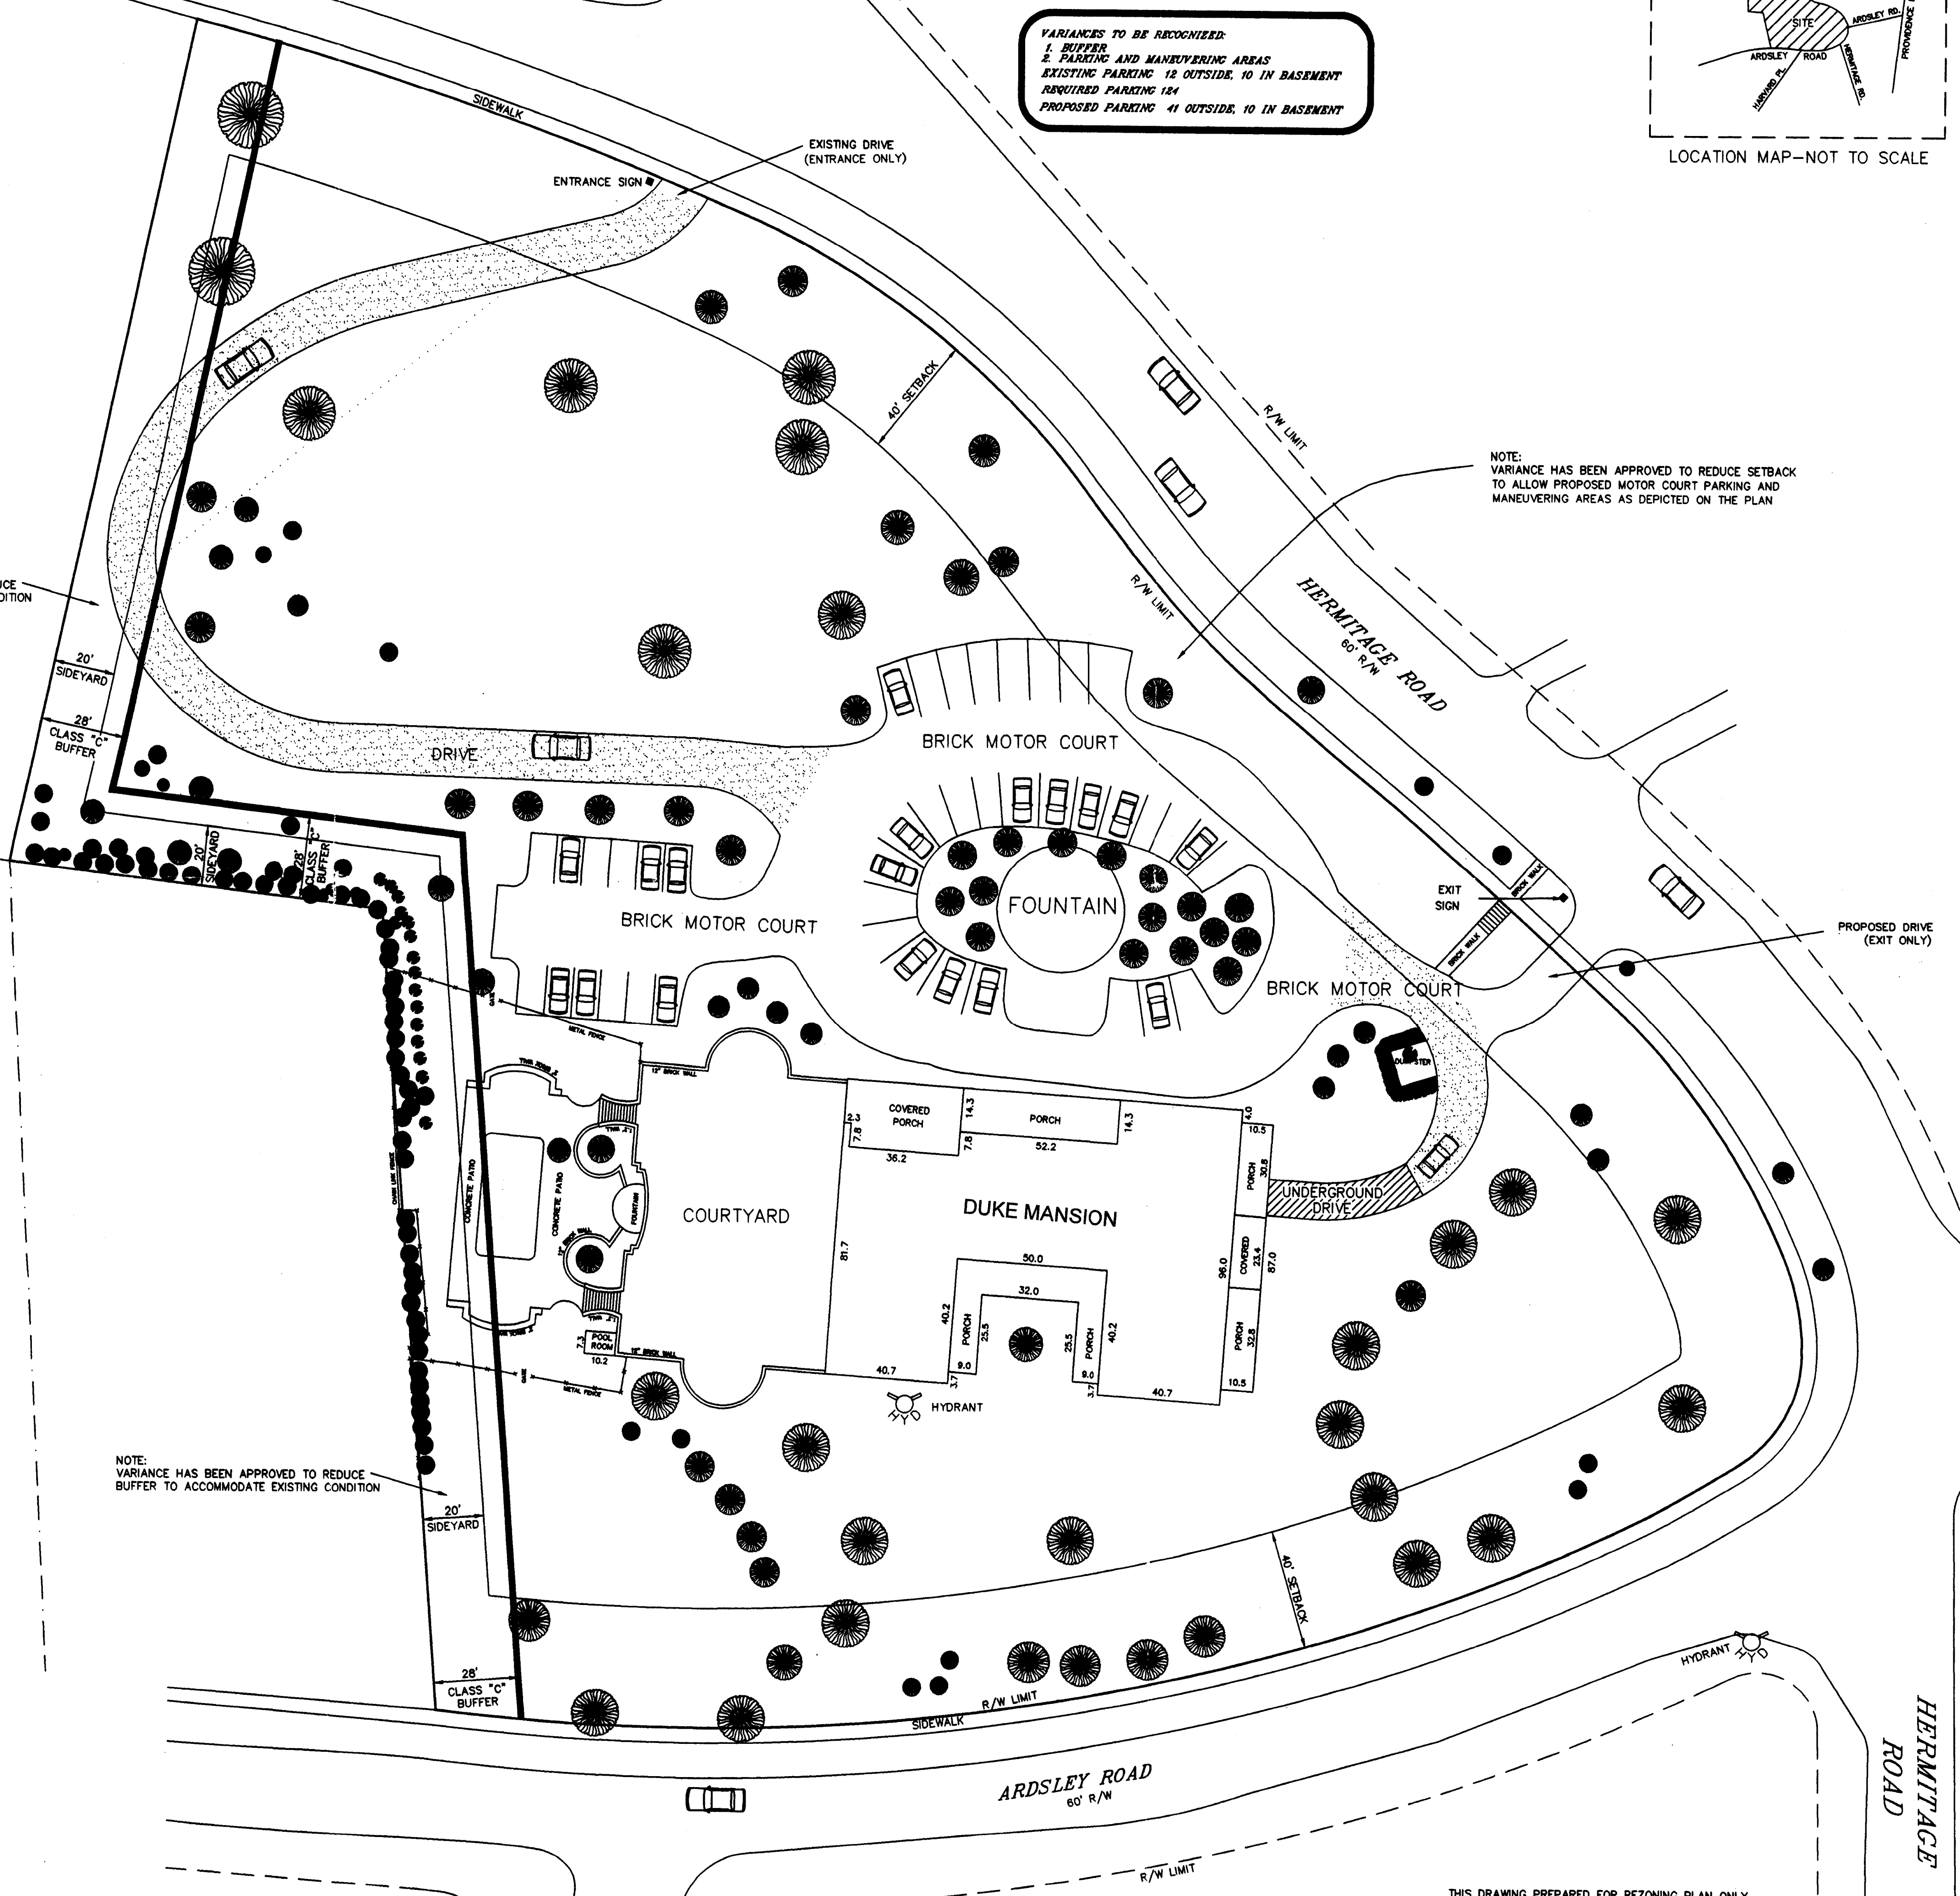 VARIANCES TO BE RECOGNIZED:
1. BUFFER
2. PARKING AND MANEUVERING AREAS
EXISTING PARKING 12 OUTSIDE, 10 IN BASEMENT
REQUIRED PARKING 124
PROPOSED PARKING 41 OUTSIDE, 10 IN BASEMENT
SITE
ARDSLEY RD.
ARDSLEY ROAD
HARVARD PL.
HERMITAGE RD.
PROVIDENCE
LOCATION MAP-NOT TO SCALE
SIDEWALK
EXISTING DRIVE
(ENTRANCE ONLY)
ENTRANCE SIGN
40' SETBACK
R/W LIMIT
NOTE:
VARIANCE HAS BEEN APPROVED TO REDUCE SETBACK
TO ALLOW PROPOSED MOTOR COURT PARKING AND
MANEUVERING AREAS AS DEPICTED ON THE PLAN
R/W LIMIT
HERMITAGE ROAD
60' R/W
20'
SIDEYARD
28'
CLASS "C"
BUFFER
DRIVE
BRICK MOTOR COURT
20'
SIDEYARD
28'
CLASS "C"
BUFFER
BRICK MOTOR COURT
FOUNTAIN
EXIT
SIGN
BRICK WALK
BRICK WALK
PROPOSED DRIVE
(EXIT ONLY)
BRICK MOTOR COURT
GATE
METAL FENCE
12" BRICK WALL
DUMPSTER
COVERED
PORCH
2.3
7.8
36.2
14.3
7.8
PORCH
52.2
14.3
4.0
10.5
PORCH
30.8
UNDERGROUND
DRIVE
CHAIN LINK FENCE
CONCRETE PATIO
CONCRETE PATIO
FOUNTAIN
12" BRICK WALL
COURTYARD
DUKE MANSION
81.7
50.0
32.0
40.2
PORCH
25.5
25.5
PORCH
40.2
96.0
COVERED
23.4
87.0
PORCH
32.8
10.5
POOL
ROOM
7.3
10.2
12" BRICK WALL
GATE
METAL FENCE
40.7
9.0
3.7
9.0
3.7
40.7
HYD
HYDRANT
NOTE:
VARIANCE HAS BEEN APPROVED TO REDUCE
BUFFER TO ACCOMMODATE EXISTING CONDITION
20'
SIDEYARD
40' SETBACK
28'
CLASS "C"
BUFFER
R/W LIMIT
SIDEWALK
HYDRANT
HYD
ARDSLEY ROAD
60' R/W
HERMITAGE
ROAD
R/W LIMIT
THIS DRAWING PREPARED FOR REZONING PLAN ONLY